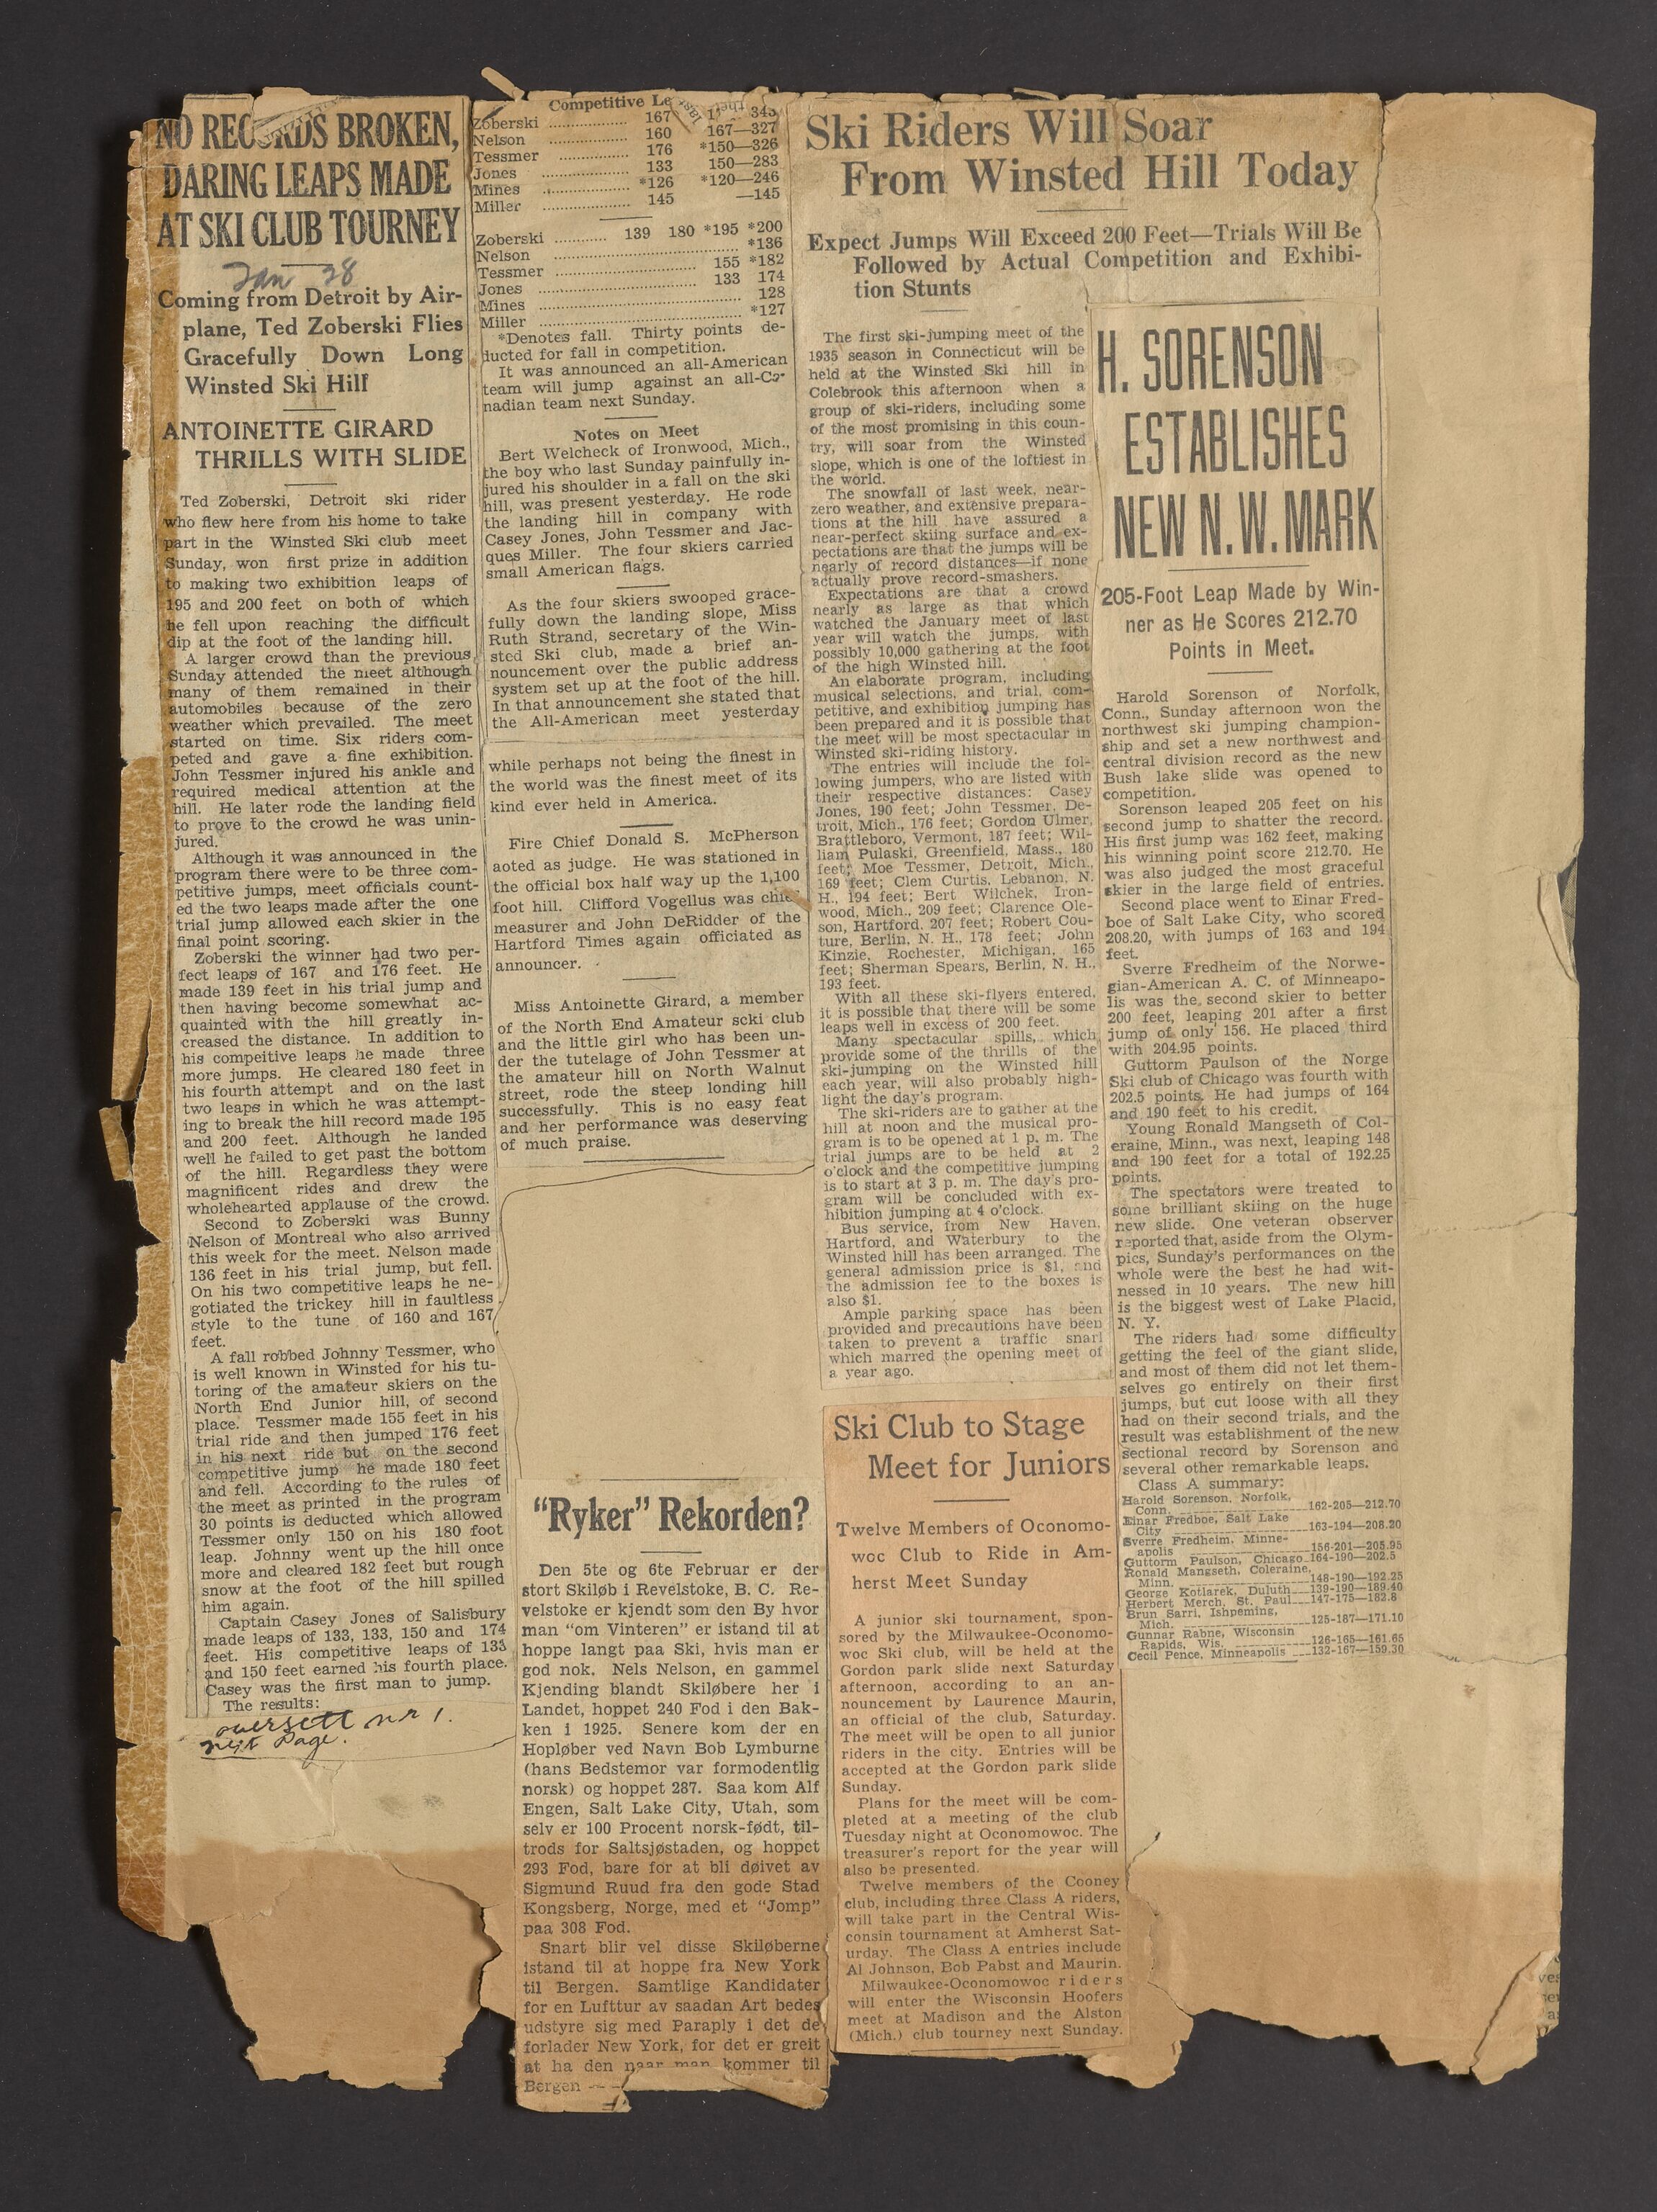 NO RECORDS BROKEN,
DARING LEAPS MADE
AT SKI CLUB TOURNEY
Jan 28
Coming from Detroit by Air-
plane, Ted Zoberski Flies
Gracefully Down Long
Winsted Ski Hill
ANTOINETTE GIRARD
THRILLS WITH SLIDE
Ted Zoberski, Detroit ski rider
who flew here from his home to take
part in the Winsted Ski club meet
Sunday, won first prize in addition
to making two exhibition leaps of
195 and 200 feet on both of which
he fell upon reaching the difficult
dip at the foot of the landing hill.
A larger crowd than the previous
Sunday attended the meet although
many of them remained in their
automobiles because of the zero
weather which prevailed. The meet
started on time. Six riders com-
peted and gave a fine exhibition.
John Tessmer injured his ankle and
required medical attention at the
hill. He later rode the landing field
to prove to the crowd he was unin-
jured.
Although it was announced in the
program there were to be three com-
petitive jumps, meet officials count-
ed the two leaps made after the one
trial jump allowed each skier in the
final point scoring.
Zoberski the winner had two per-
fect leaps of 167 and 176 feet. He
made 139 feet in his trial jump and
then having become somewhat ac-
quainted with the hill greatly in-
creased the distance. In addition to
his compeitive leaps he made three
more jumps. He cleared 180 feet in
his fourth attempt and on the last
two leaps in which he was attempt-
ing to break the hill record made 195
and 200 feet. Although he landed
well he failed to get past the bottom
of the hill. Regardless they were
magnificent rides and drew the
wholehearted applause of the crowd.
Second to Zoberski was Bunny
Nelson of Montreal who also arrived
this week for the meet. Nelson made
136 feet in his trial jump, but fell.
On his two competitive leaps he ne-
gotiated the trickey hill in faultless
style to the tune of 160 and 167
feet.
A fall robbed Johnny Tessmer, who
is well known in Winsted for his tu-
toring of the amateur skiers on the
North End Junior hill, of second
place. Tessmer made 155 feet in his
trial ride and then jumped 176 feet
in his next ride but on the second
competitive jump he made 180 feet
and fell. According to the rules of
the meet as printed in the program
30 points is deducted which allowed
Tessmer only 150 on his 180 foot
leap. Johnny went up the hill once
more and cleared 182 feet but rough
snow at the foot of the hill spilled
him again.
Captain Casey Jones of Salisbury
made leaps of 133, 133, 150 and 174
feet. His competitive leaps of 133
and 150 feet earned his fourth place.
Casey was the first man to jump.
The results:
oversett nr 1.
next Page.
Competitive Le
Zoberski .............. 167 343
Nelson .............. 160 167—327
Tessmer ............ 176 *150—326
Jones ................ 133 150—283
Mines ................ *126 *120—246
Miller ................ 145 —145
Zoberski .......... 139 180 *195 *200
Nelson .................................... *136
Tessmer ......................... 155 *182
Jones .............................. 133 174
Mines ..................................... 128
Miller .................................... *127
*Denotes fall. Thirty points de-
ducted for fall in competition.
It was announced an all-American
team will jump against an all-Ca-
nadian team next Sunday.
Notes on Meet
Bert Welcheck of Ironwood, Mich.,
the boy who last Sunday painfully in-
jured his shoulder in a fall on the ski
hill, was present yesterday. He rode
the landing hill in company with
Casey Jones, John Tessmer and Jac-
ques Miller. The four skiers carried
small American flags.
As the four skiers swooped grace-
fully down the landing slope, Miss
Ruth Strand, secretary of the Win-
sted Ski club, made a brief an-
nouncement over the public address
system set up at the foot of the hill.
In that announcement she stated that
the All-American meet yesterday
while perhaps not being the finest in
the world was the finest meet of its
kind ever held in America.
Fire Chief Donald S. McPherson
aoted as judge. He was stationed in
the official box half way up the 1,100
foot hill. Clifford Vogellus was chief
measurer and John DeRidder of the
Hartford Times again officiated as
announcer.
Miss Antoinette Girard, a member
of the North End Amateur scki club
and the little girl who has been un-
der the tutelage of John Tessmer at
the amateur hill on North Walnut
street, rode the steep londing hill
successfully. This is no easy feat
and her performance was deserving
of much praise.
"Ryker" Rekorden?
Den 5te og 6te Februar er der
stort Skiløb i Revelstoke, B. C. Re-
velstoke er kjendt som den By hvor
man "om Vinteren" er istand til at
hoppe langt paa Ski, hvis man er
god nok. Nels Nelson, en gammel
Kjending blandt Skiløbere her i
Landet, hoppet 240 Fod i den Bak-
ken i 1925. Senere kom der en
Hopløber ved Navn Bob Lymburne
(hans Bedstemor var formodentlig
norsk) og hoppet 287. Saa kom Alf
Engen, Salt Lake City, Utah, som
selv er 100 Procent norsk-født, til-
trods for Saltsjøstaden, og hoppet
293 Fod, bare for at bli døivet av
Sigmund Ruud fra den gode Stad
Kongsberg, Norge, med et "Jomp"
paa 308 Fod.
Snart blir vel disse Skiløberne
istand til at hoppe fra New York
til Bergen. Samtlige Kandidater
for en Lufttur av saadan Art bedes
udstyre sig med Paraply i det de
forlader New York, for det er greit
at ha den naar man kommer til
Bergen — —
Ski Riders Will Soar
From Winsted Hill Today
Expect Jumps Will Exceed 200 Feet—Trials Will Be
Followed by Actual Competition and Exhibi-
tion Stunts
The first ski-jumping meet of the
1935 season in Connecticut will be
held at the Winsted Ski hill in
Colebrook this afternoon when a
group of ski-riders, including some
of the most promising in this coun-
try, will soar from the Winsted
slope, which is one of the loftiest in
the world.
The snowfall of last week, near-
zero weather, and extensive prepara-
tions at the hill have assured a
near-perfect skiing surface and ex-
pectations are that the jumps will be
nearly of record distances—if none
actually prove record-smashers.
Expectations are that a crowd
nearly as large as that which
watched the January meet of last
year will watch the jumps, with
possibly 10,000 gathering at the foot
of the high Winsted hill.
An elaborate program, including
musical selections, and trial, com-
petitive, and exhibition jumping has
been prepared and it is possible that
the meet will be most spectacular in
Winsted ski-riding history.
The entries will include the fol-
lowing jumpers, who are listed with
their respective distances: Casey
Jones, 190 feet; John Tessmer, De-
troit, Mich., 176 feet; Gordon Ulmer,
Brattleboro, Vermont, 187 feet; Wil-
liam Pulaski, Greenfield, Mass., 180
feet; Moe Tessmer, Detroit, Mich.,
169 feet; Clem Curtis, Lebanon, N.
H., 194 feet; Bert Wilchek, Iron-
wood, Mich., 209 feet; Clarence Ole-
son, Hartford, 207 feet; Robert Cou-
ture, Berlin, N. H., 178 feet; John
Kinzie, Rochester, Michigan, 165
feet; Sherman Spears, Berlin, N. H.,
193 feet.
With all these ski-flyers entered,
it is possible that there will be some
leaps well in excess of 200 feet.
Many spectacular spills, which
provide some of the thrills of the
ski-jumping on the Winsted hill
each year, will also probably high-
light the day's program.
The ski-riders are to gather at the
hill at noon and the musical pro-
gram is to be opened at 1 p. m. The
trial jumps are to be held at 2
o'clock and the competitive jumping
is to start at 3 p. m. The day's pro-
gram will be concluded with ex-
hibition jumping at 4 o'clock.
Bus service, from New Haven,
Hartford, and Waterbury to the
Winsted hill has been arranged. The
general admission price is $1, and
the admission fee to the boxes is
also $1.
Ample parking space has been
provided and precautions have been
taken to prevent a traffic snarl
which marred the opening meet of
a year ago.
Ski Club to Stage
Meet for Juniors
Twelve Members of Oconomo-
woc Club to Ride in Am-
herst Meet Sunday
A junior ski tournament, spon-
sored by the Milwaukee-Oconomo-
woc Ski club, will be held at the
Gordon park slide next Saturday
afternoon, according to an an-
nouncement by Laurence Maurin,
an official of the club, Saturday.
The meet will be open to all junior
riders in the city. Entries will be
accepted at the Gordon park slide
Sunday.
Plans for the meet will be com-
pleted at a meeting of the club
Tuesday night at Oconomowoc. The
treasurer's report for the year will
also be presented.
Twelve members of the Cooney
club, including three Class A riders,
will take part in the Central Wis-
consin tournament at Amherst Sat-
urday. The Class A entries include
Al Johnson, Bob Pabst and Maurin.
Milwaukee-Oconomowoc riders
will enter the Wisconsin Hoofers
meet at Madison and the Alston
(Mich.) club tourney next Sunday.
H. SORENSON
ESTABLISHES
NEW N. W. MARK
205-Foot Leap Made by Win-
ner as He Scores 212.70
Points in Meet.
Harold Sorenson of Norfolk,
Conn., Sunday afternoon won the
northwest ski jumping champion-
ship and set a new northwest and
central division record as the new
Bush lake slide was opened to
competition.
Sorenson leaped 205 feet on his
second jump to shatter the record.
His first jump was 162 feet, making
his winning point score 212.70. He
was also judged the most graceful
skier in the large field of entries.
Second place went to Einar Fred-
boe of Salt Lake City, who scored
208.20, with jumps of 163 and 194
feet.
Sverre Fredheim of the Norwe-
gian-American A. C. of Minneapo-
lis was the second skier to better
200 feet, leaping 201 after a first
jump of only 156. He placed third
with 204.95 points.
Guttorm Paulson of the Norge
Ski club of Chicago was fourth with
202.5 points. He had jumps of 164
and 190 feet to his credit.
Young Ronald Mangseth of Col-
eraine, Minn., was next, leaping 148
and 190 feet for a total of 192.25
points.
The spectators were treated to
some brilliant skiing on the huge
new slide. One veteran observer
reported that, aside from the Olym-
pics, Sunday's performances on the
whole were the best he had wit-
nessed in 10 years. The new hill
is the biggest west of Lake Placid,
N. Y.
The riders had some difficulty
getting the feel of the giant slide,
and most of them did not let them-
selves go entirely on their first
jumps, but cut loose with all they
had on their second trials, and the
result was establishment of the new
sectional record by Sorenson and
several other remarkable leaps.
Class A summary:
Harold Sorenson, Norfolk,
Conn. 162-205—212.70
Einar Fredboe, Salt Lake
City 163-194—208.20
Sverre Fredheim, Minne-
apolis 156-201—205.95
Guttorm Paulson, Chicago 164-190—202.5
Ronald Mangseth, Coleraine,
Minn. 148-190—192.25
George Kotlarek, Duluth 139-190—189.40
Herbert Merch, St. Paul 147-175—182.8
Brun Sarri, Ishpeming,
Mich. 125-187—171.10
Gunnar Rabne, Wisconsin
Rapids, Wis. 126-165—161.65
Cecil Pence, Minneapolis 132-167—159.30